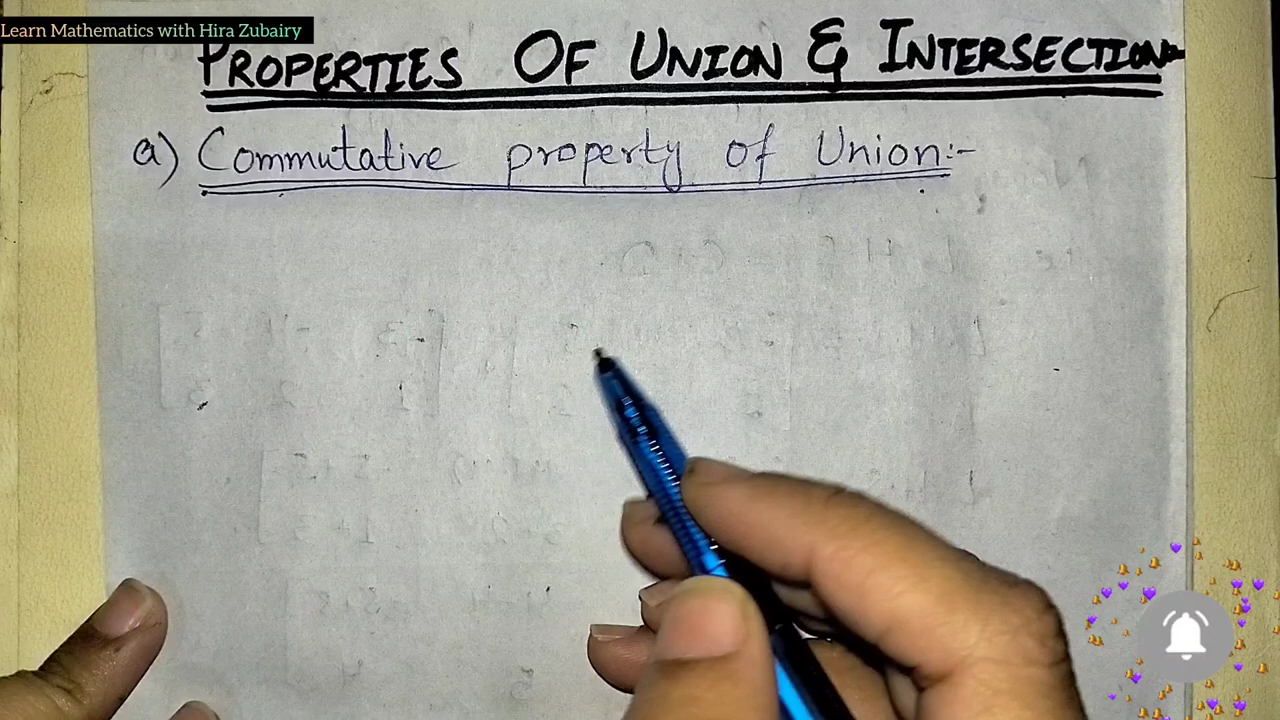 Learn Mathematics with Hira Zubairy
PROPERTIES OF UNION & INTERSECTION:-
a) Commutative property of Union:-